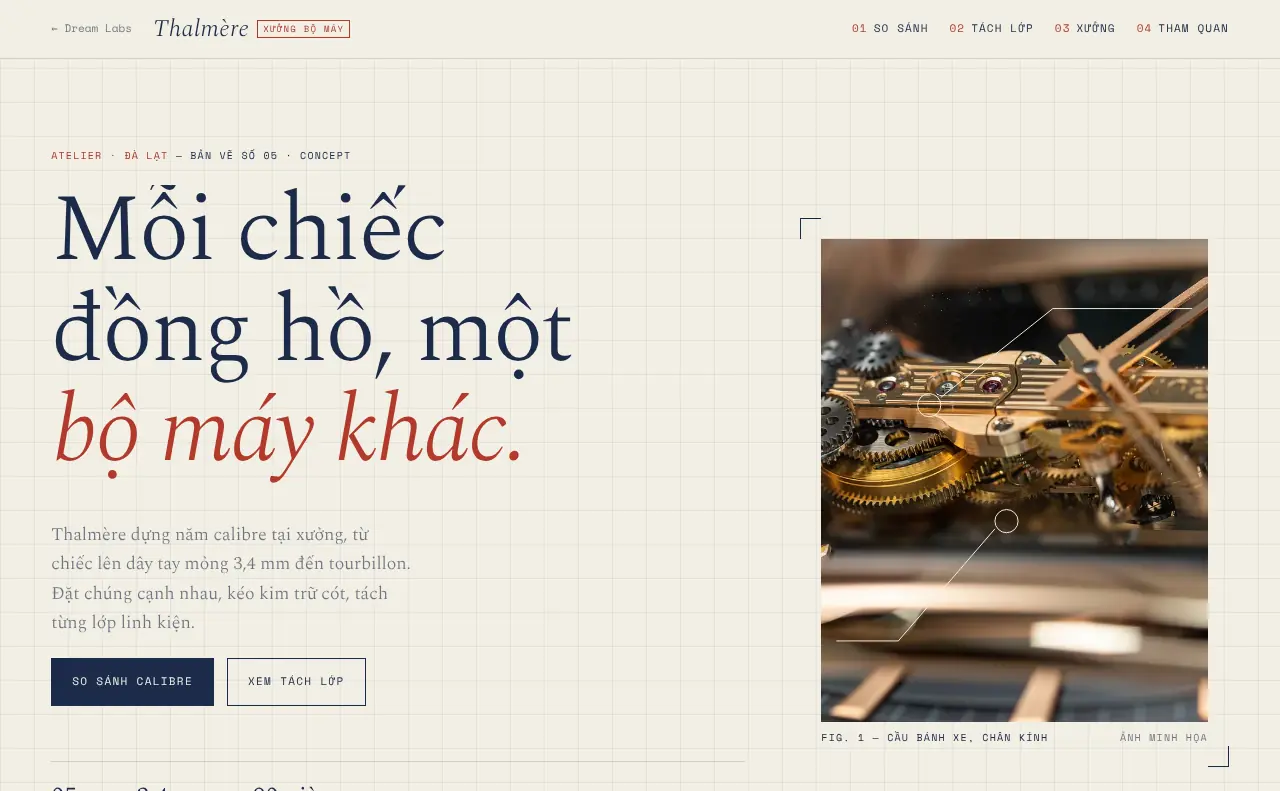 ← Dream Labs
Thalmère
XƯỞNG BỘ MÁY
01 SO SÁNH
02 TÁCH LỚP
03 XƯỞNG
04 THAM QUAN
ATELIER · ĐÀ LẠT — BẢN VẼ SỐ 05 · CONCEPT
Mỗi chiếc
đồng hồ, một
bộ máy khác.
Thalmère dựng năm calibre tại xưởng, từ
chiếc lên dây tay mỏng 3,4 mm đến tourbillon.
Đặt chúng cạnh nhau, kéo kim trữ cót, tách
từng lớp linh kiện.
SO SÁNH CALIBRE
XEM TÁCH LỚP
FIG. 1 — CẦU BÁNH XE, CHÂN KÍNH
ẢNH MINH HỌA